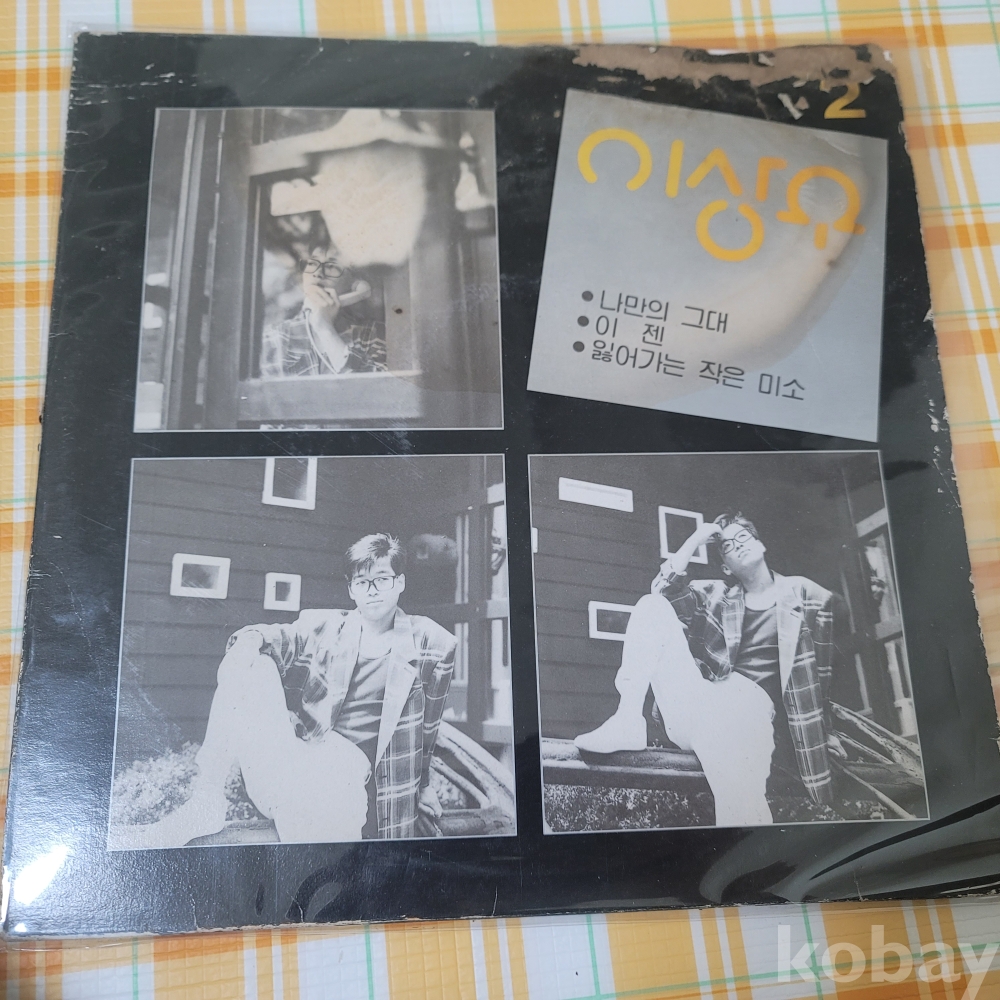 2
이상우
• 나만의 그대
• 이 젠
• 잃어가는 작은 미소
kobay